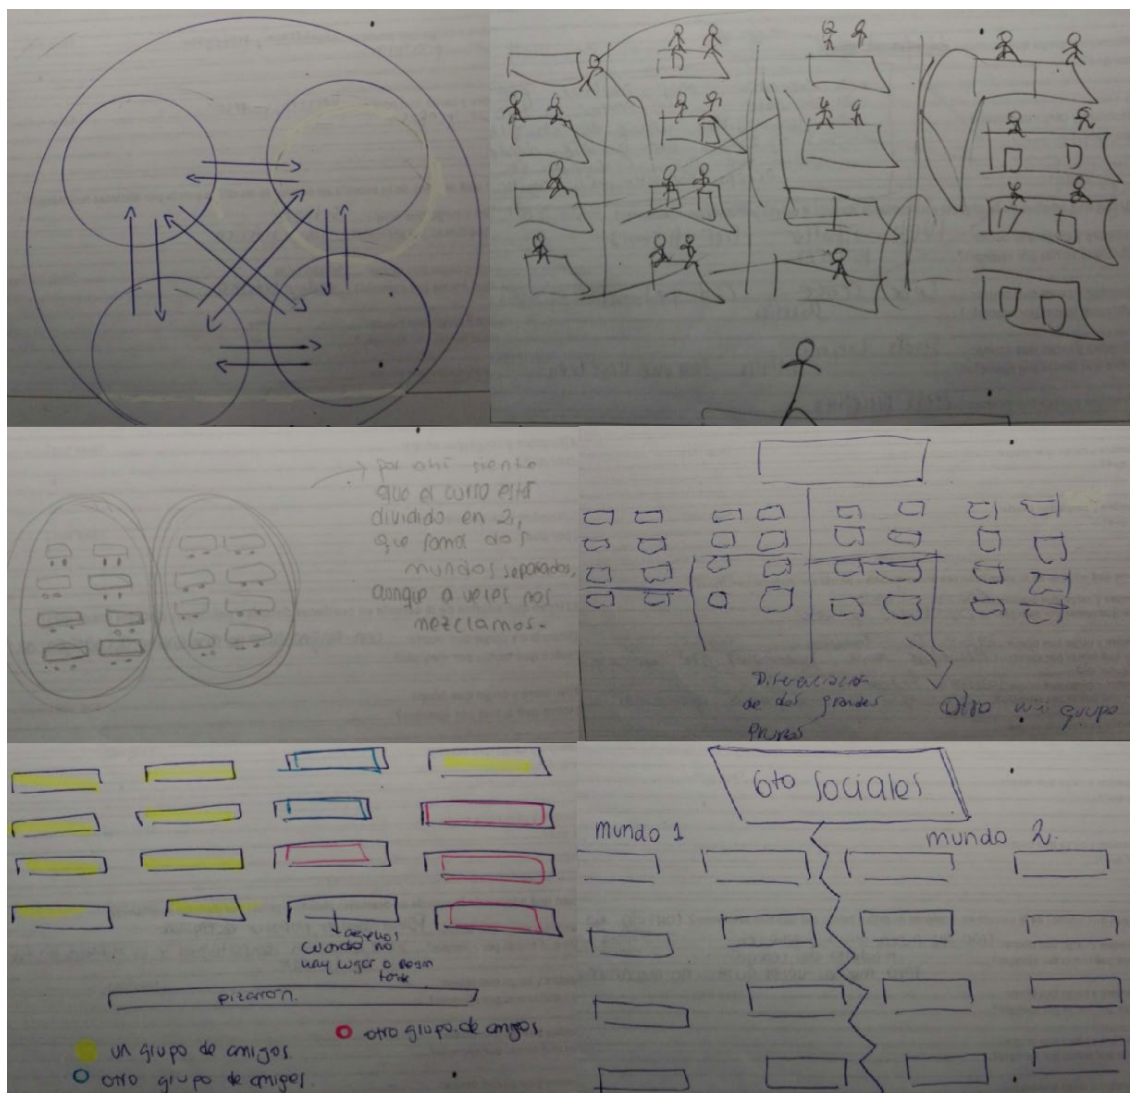 por ahí siento
que el curso está
dividido en 2,
que somos dos
mundos separados,
aunque a veces nos
mezclamos.
Diferenciación
de dos grandes
grupos
Otro mini grupo
ajenos
cuando no
hay lugar o llegan
tarde
pizarrón.
otro grupo de amigos
un grupo de amigos.
otro grupo de amigos.
6to Sociales
mundo 1
mundo 2.